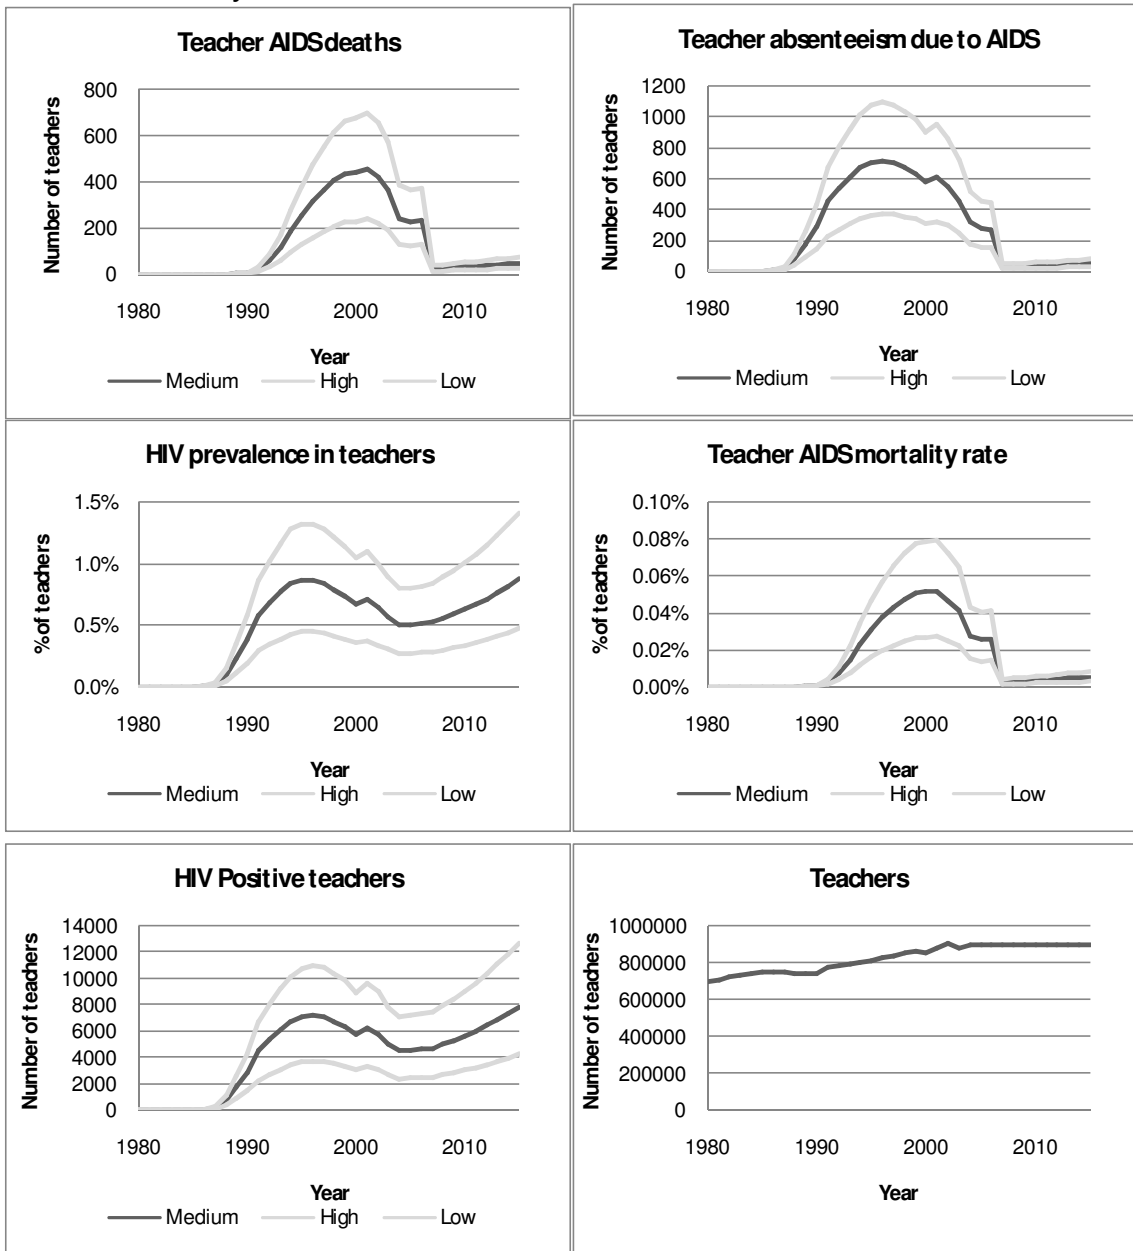 Teacher AIDS deaths
Number of teachers
800
600
400
200
0
1980 1990 2000 2010
Year
Medium High Low
Teacher absenteeism due to AIDS
Number of teachers
1200
1000
800
600
400
200
0
1980 1990 2000 2010
Year
Medium High Low
HIV prevalence in teachers
% of teachers
1.5%
1.0%
0.5%
0.0%
1980 1990 2000 2010
Year
Medium High Low
Teacher AIDS mortality rate
% of teachers
0.10%
0.08%
0.06%
0.04%
0.02%
0.00%
1980 1990 2000 2010
Year
Medium High Low
HIV Positive teachers
Number of teachers
14000
12000
10000
8000
6000
4000
2000
0
1980 1990 2000 2010
Year
Medium High Low
Teachers
Number of teachers
1000000
800000
600000
400000
200000
0
1980 1990 2000 2010
Year